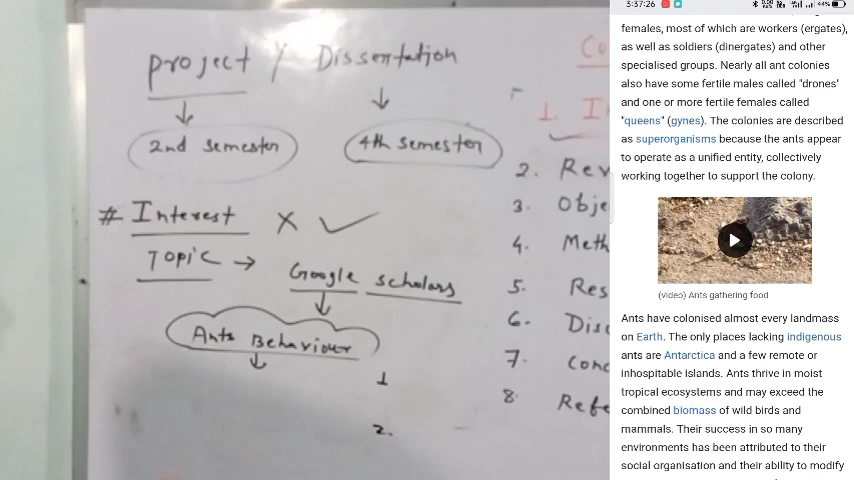 project / Dissertation
2nd semester
4th semester
# Interest X ✓
Topic → Google scholars
Ants Behaviour
1
2.
Co
1. I
2. Rev
3. Obje
4. Meth
5. Res
6. Disc
7. Conc
8. Refe
3:37:26
44%
females, most of which are workers (ergates),
as well as soldiers (dinergates) and other
specialised groups. Nearly all ant colonies
also have some fertile males called "drones"
and one or more fertile females called
"queens" (gynes). The colonies are described
as superorganisms because the ants appear
to operate as a unified entity, collectively
working together to support the colony.
(video) Ants gathering food
Ants have colonised almost every landmass
on Earth. The only places lacking indigenous
ants are Antarctica and a few remote or
inhospitable islands. Ants thrive in moist
tropical ecosystems and may exceed the
combined biomass of wild birds and
mammals. Their success in so many
environments has been attributed to their
social organisation and their ability to modify